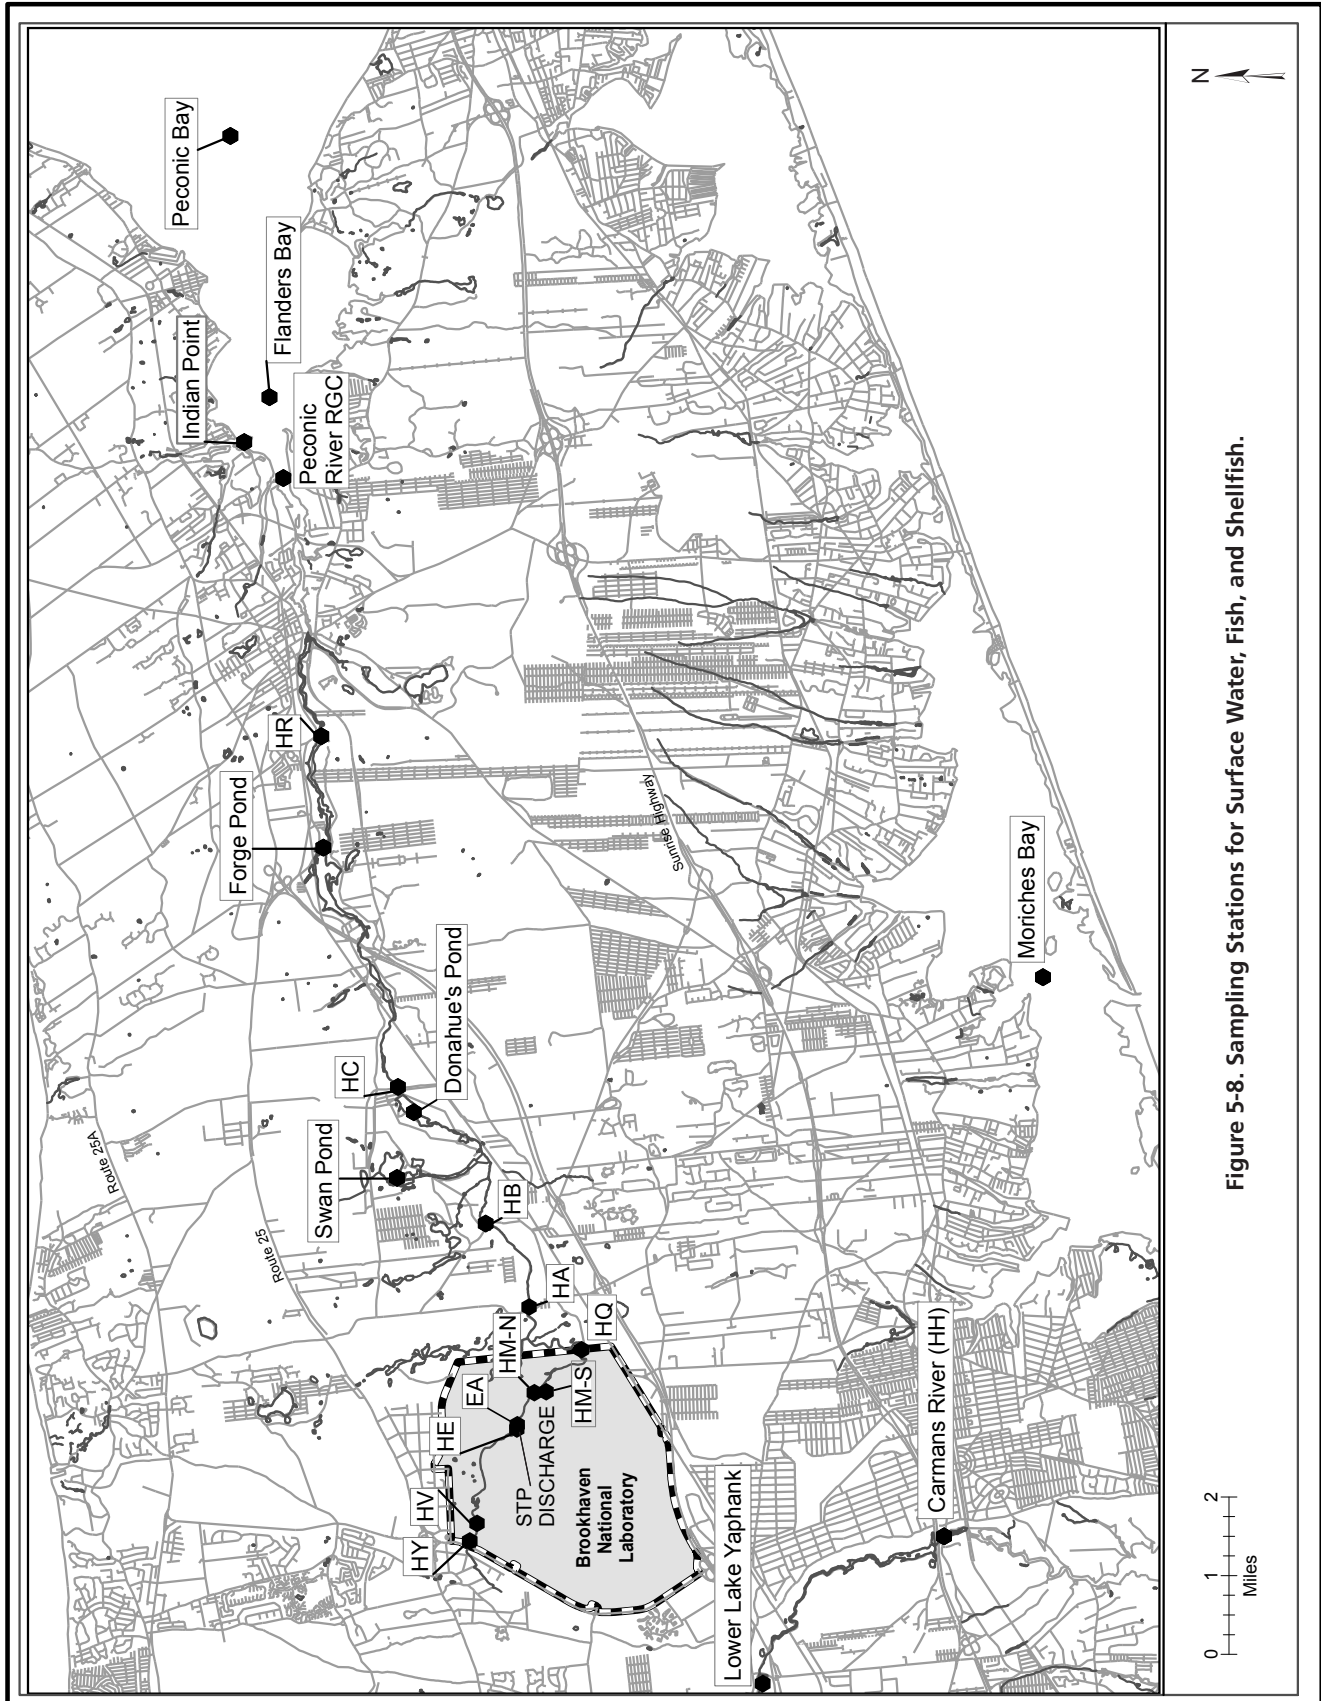 Peconic Bay
Flanders Bay
Indian Point
Peconic
River RGC
HR
Forge Pond
Sunrise Highway
Moriches Bay
Donahue's Pond
HC
Swan Pond
Route 25A
Route 25
HB
HA
HQ
HM-N
HM-S
EA
HE
STP
DISCHARGE
HV
HY
Brookhaven
National
Laboratory
Lower Lake Yaphank
Carmans River (HH)
N
0 1 2
Miles
Figure 5-8. Sampling Stations for Surface Water, Fish, and Shellfish.